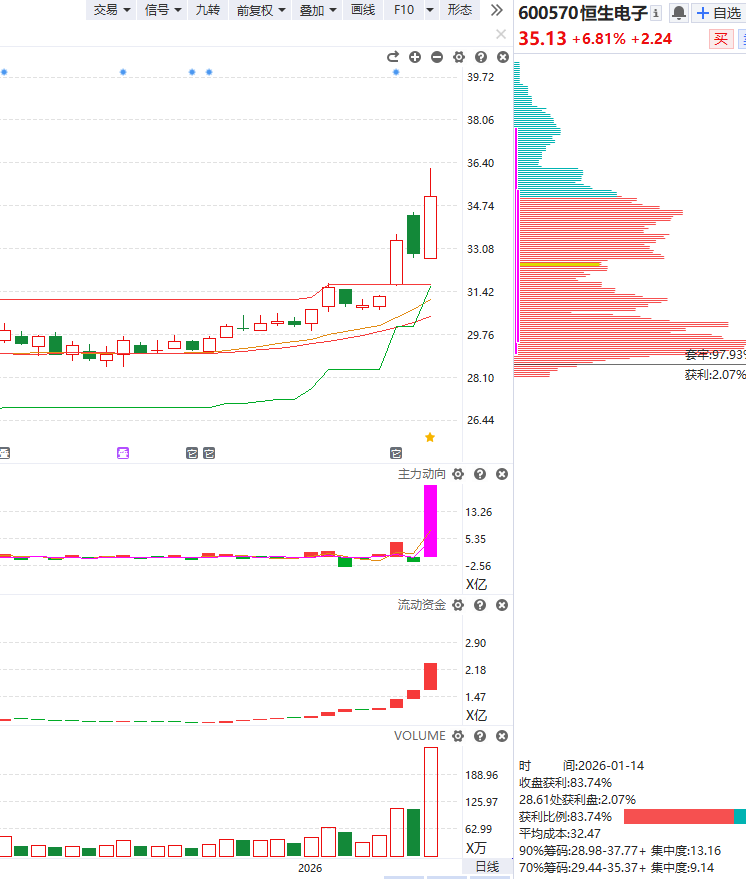 交易 信号 九转 前复权 叠加 画线 F10 形态
600570 恒生电子 自选
35.13 +6.81% +2.24 买
39.72
38.06
36.40
34.74
33.08
31.42
29.76
28.10
26.44
套牢:97.93%
获利:2.07%
主力动向
13.26
5.35
-2.56
X亿
流动资金
2.90
2.18
1.47
X亿
VOLUME
188.96
125.97
62.99
X万
2026
日线
时 间:2026-01-14
收盘获利:83.74%
28.61处获利盘:2.07%
获利比例:83.74%
平均成本:32.47
90%筹码:28.98-37.77+ 集中度:13.16
70%筹码:29.44-35.37+ 集中度:9.14